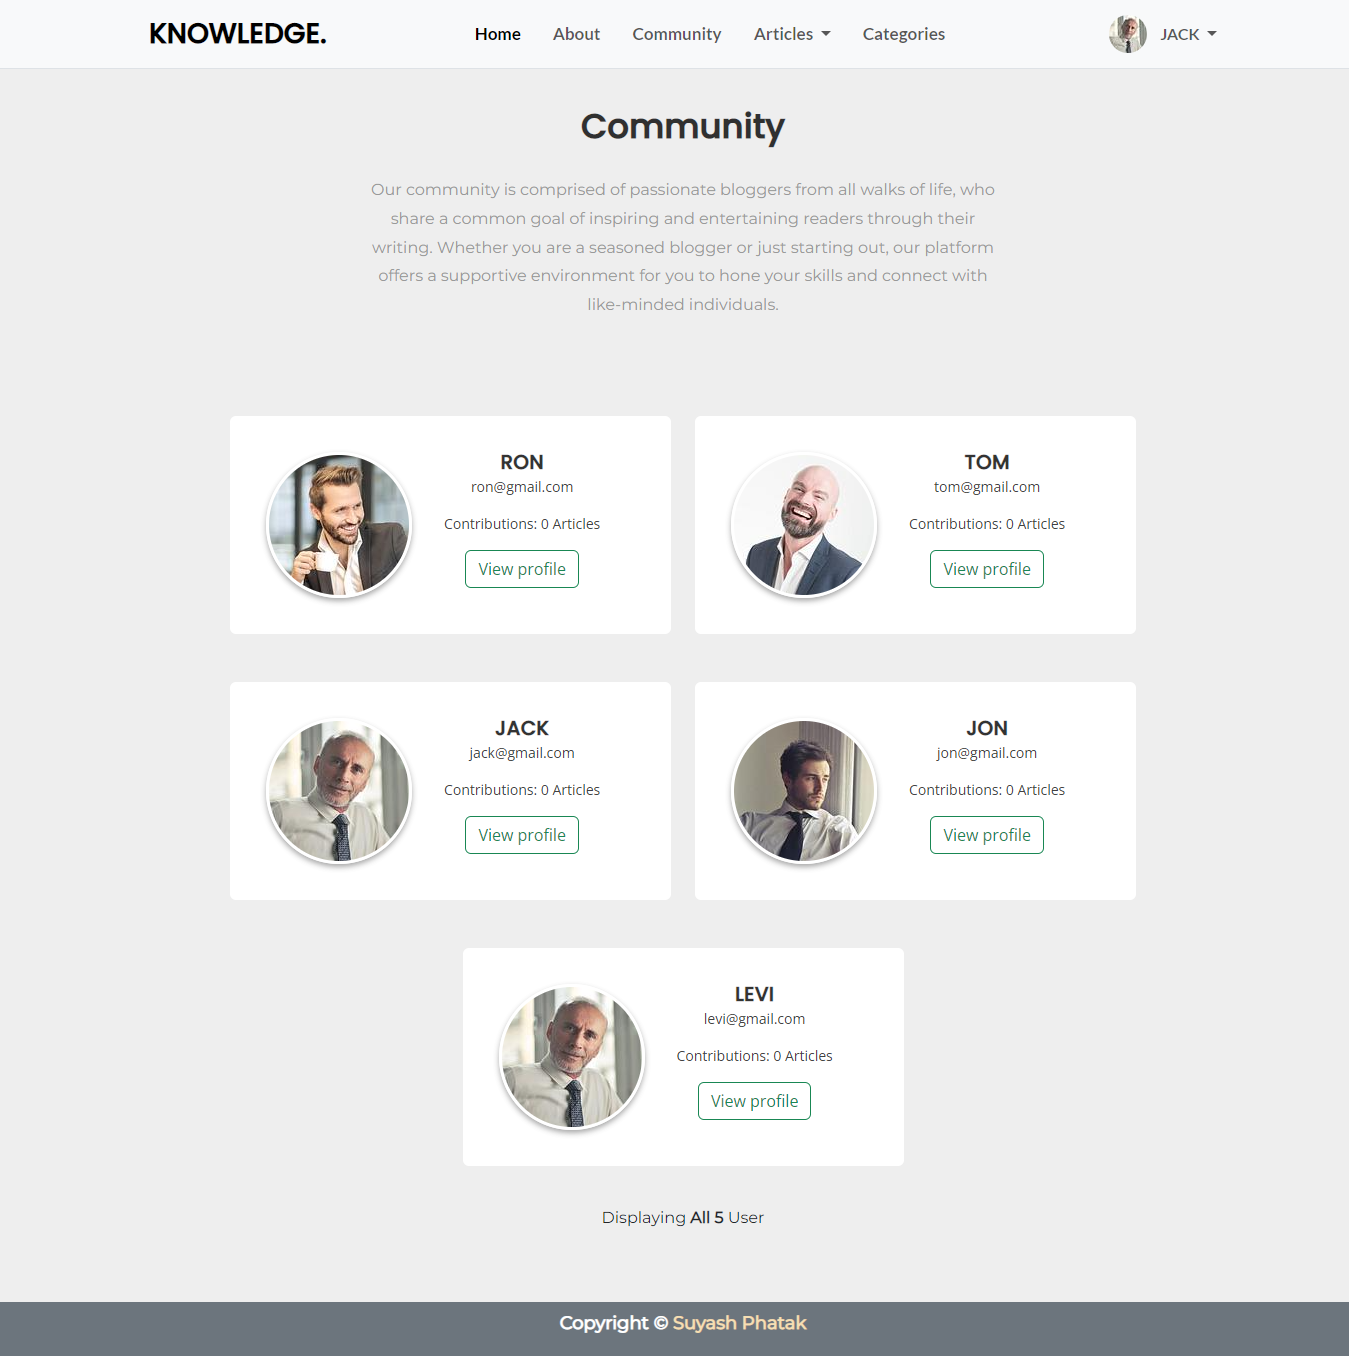 KNOWLEDGE.
Home
About
Community
Articles
Categories
JACK
Community
Our community is comprised of passionate bloggers from all walks of life, who
share a common goal of inspiring and entertaining readers through their
writing. Whether you are a seasoned blogger or just starting out, our platform
offers a supportive environment for you to hone your skills and connect with
like-minded individuals.
RON
ron@gmail.com
Contributions: 0 Articles
View profile
TOM
tom@gmail.com
Contributions: 0 Articles
View profile
JACK
jack@gmail.com
Contributions: 0 Articles
View profile
JON
jon@gmail.com
Contributions: 0 Articles
View profile
LEVI
levi@gmail.com
Contributions: 0 Articles
View profile
Displaying All 5 User
Copyright © Suyash Phatak